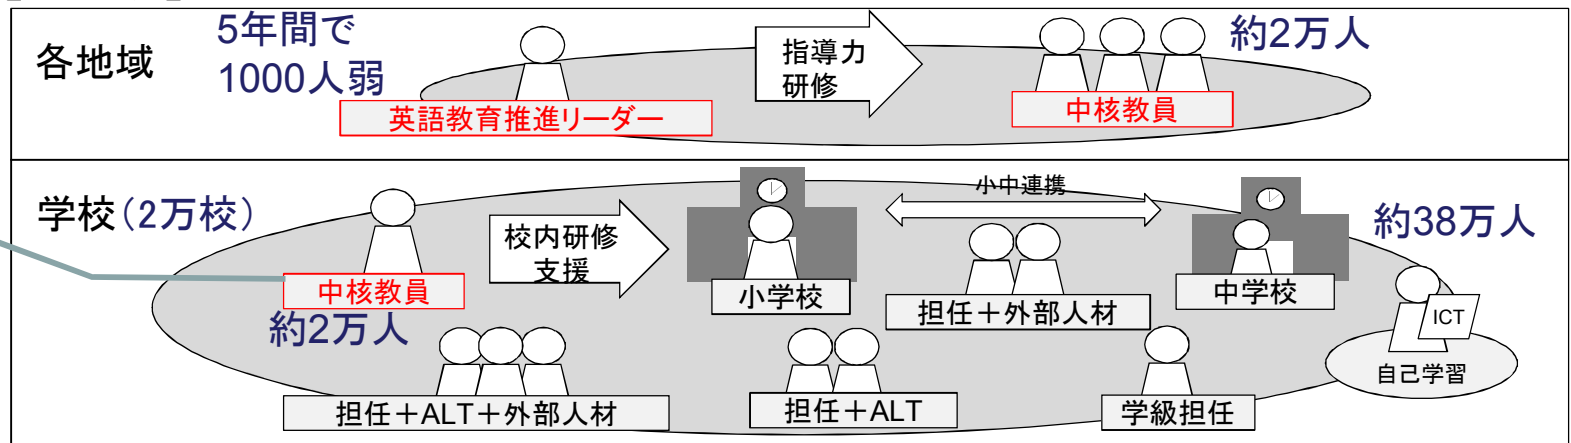 各地域
5年間で
1000人弱
英語教育推進リーダー
指導力
研修
約2万人
中核教員
学校(2万校)
中核教員
約2万人
校内研修
支援
小学校
小中連携
担任+外部人材
中学校
約38万人
ICT
自己学習
担任+ALT+外部人材
担任+ALT
学級担任